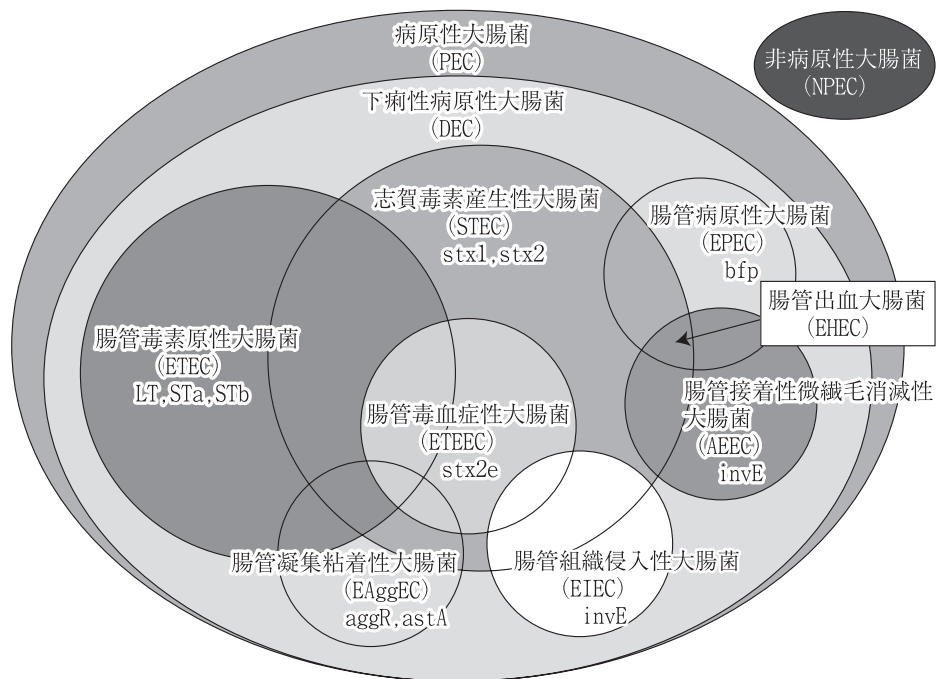 病原性大腸菌
(PEC)
非病原性大腸菌
(NPEC)
下痢性病原性大腸菌
(DEC)
志賀毒素産生性大腸菌
(STEC)
stx1,stx2
腸管病原性大腸菌
(EPEC)
bfp
腸管出血大腸菌
(EHEC)
腸管毒素原性大腸菌
(ETEC)
LT,STa,STb
腸管接着性微繊毛消滅性
大腸菌
(AEEC)
invE
腸管毒血症性大腸菌
(ETEEC)
stx2e
腸管凝集粘着性大腸菌
(EAggEC)
aggR,astA
腸管組織侵入性大腸菌
(EIEC)
invE